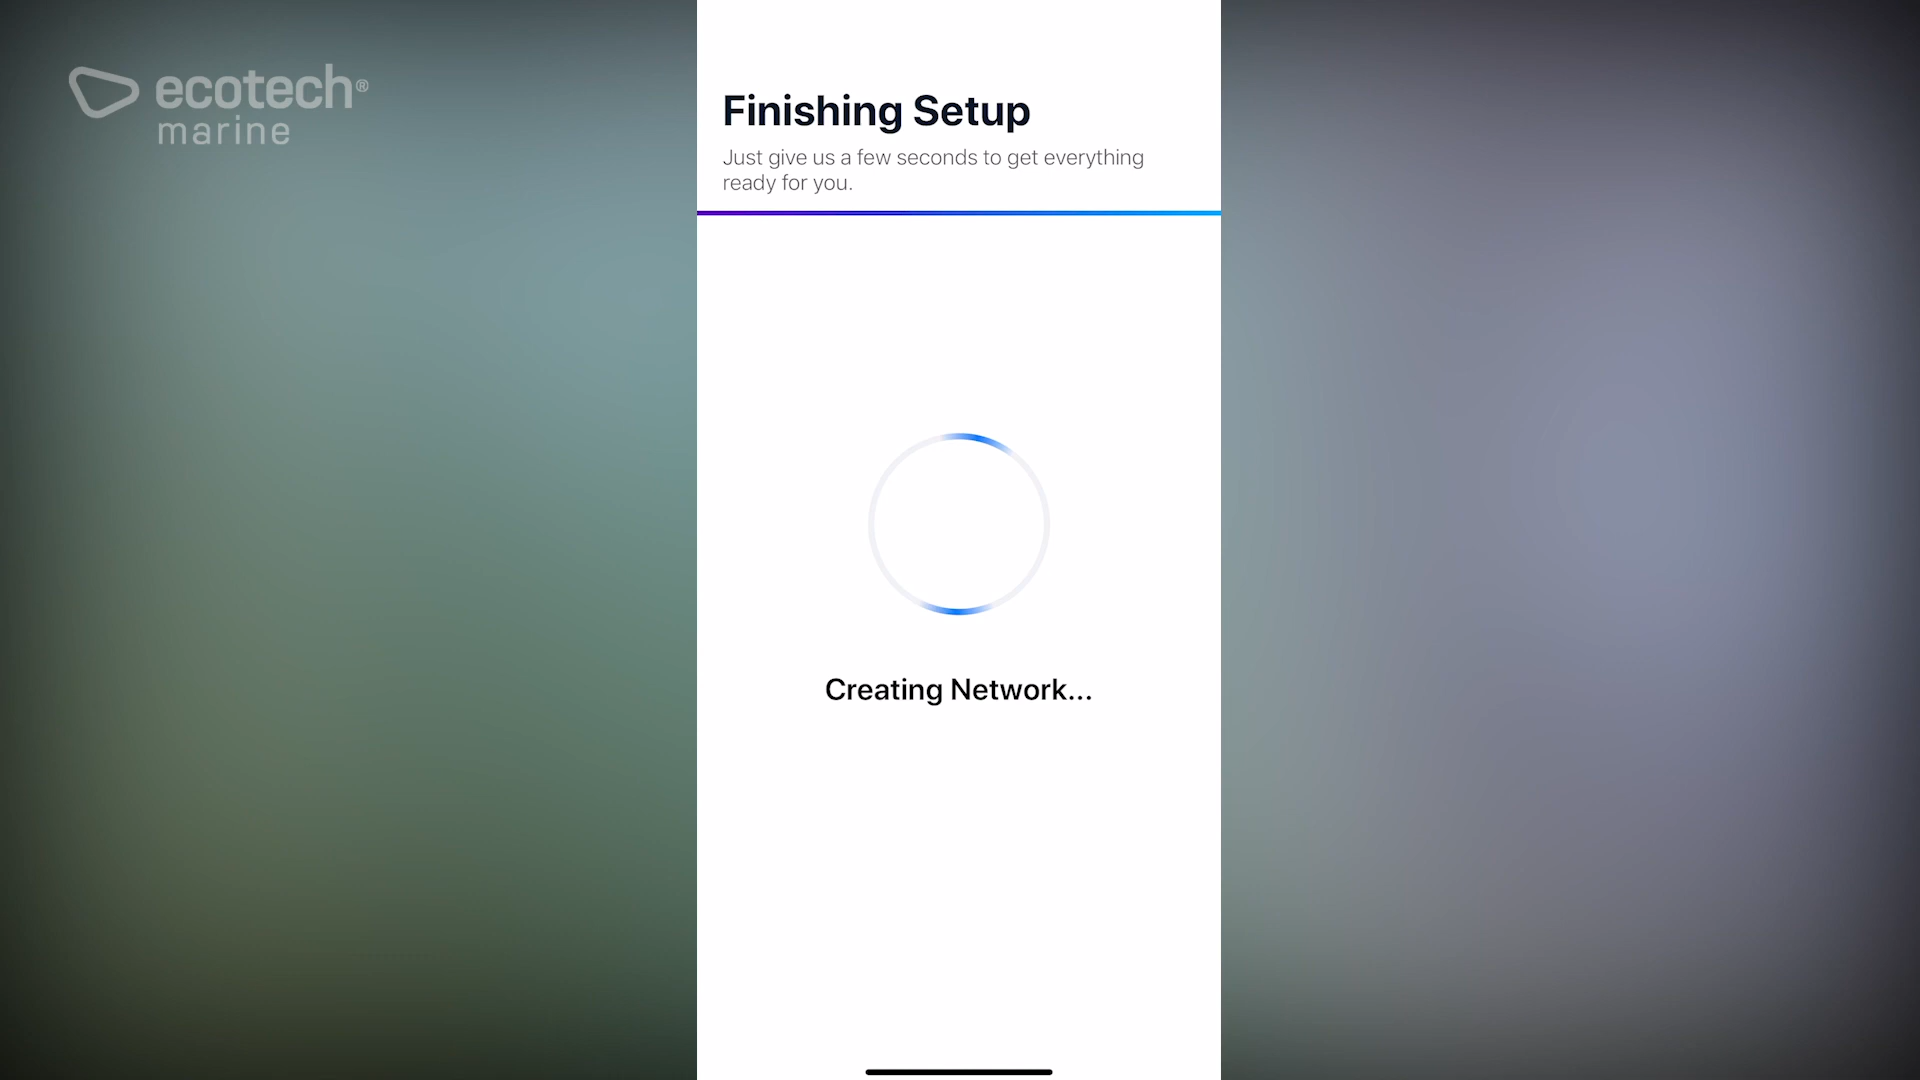 ecotech®
marine
Finishing Setup
Just give us a few seconds to get everything
ready for you.
Creating Network...